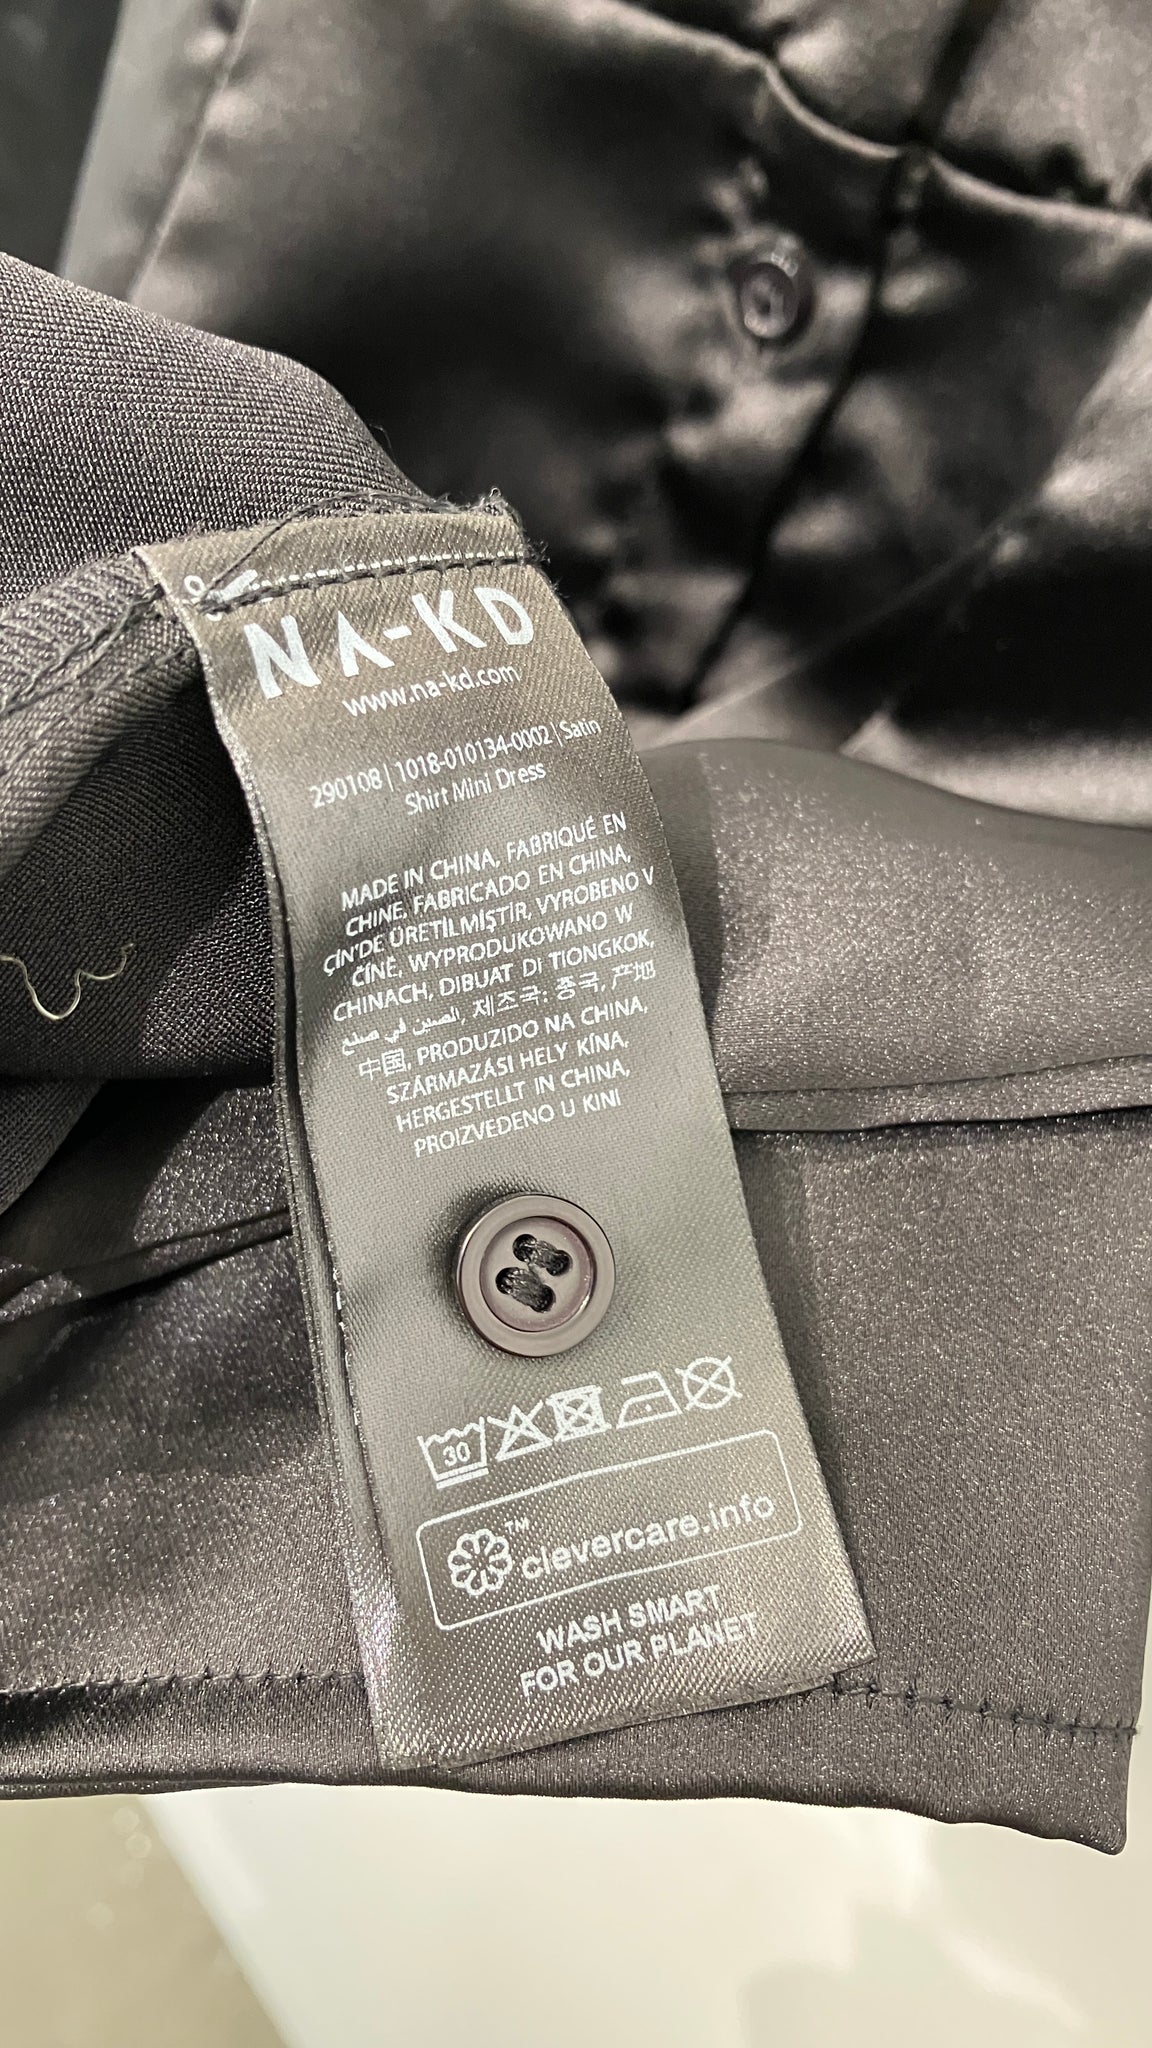 NA-KD
www.na-kd.com
290108 | 1018-010134-0002 | Satin
Shirt Mini Dress
MADE IN CHINA, FABRIQUÉ EN
CHINE, FABRICADO EN CHINA,
ÇIN'DE ÜRETİLMİŞTİR, VYROBENO V
ČÍNĚ, WYPRODUKOWANO W
CHINACH, DIBUAT DI TIONGKOK,
الصين في صنع, 제조국: 중국, 产地
中国, PRODUZIDO NA CHINA,
SZÁRMAZÁSI HELY KÍNA,
HERGESTELLT IN CHINA,
PROIZVEDENO U KINI
30
TM
clevercare.info
WASH SMART
FOR OUR PLANET